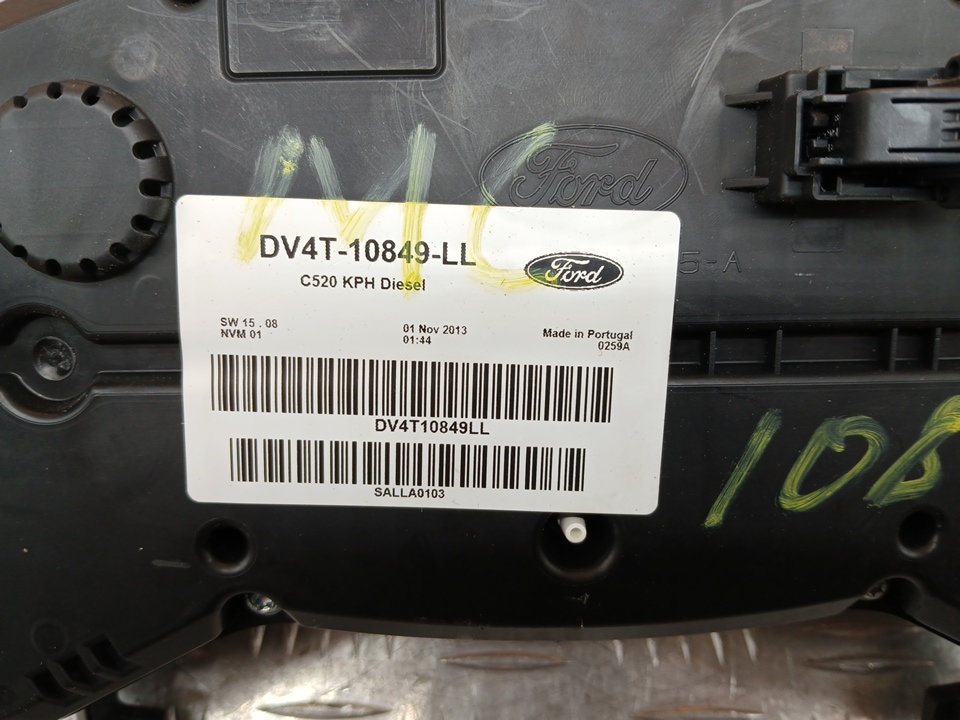 Ford
MC
DV4T-10849-LL
Ford
C520 KPH Diesel
5-A
SW 15 . 08
NVM 01
01 Nov 2013
01:44
Made in Portugal
0259A
DV4T10849LL
SALLA0103
108